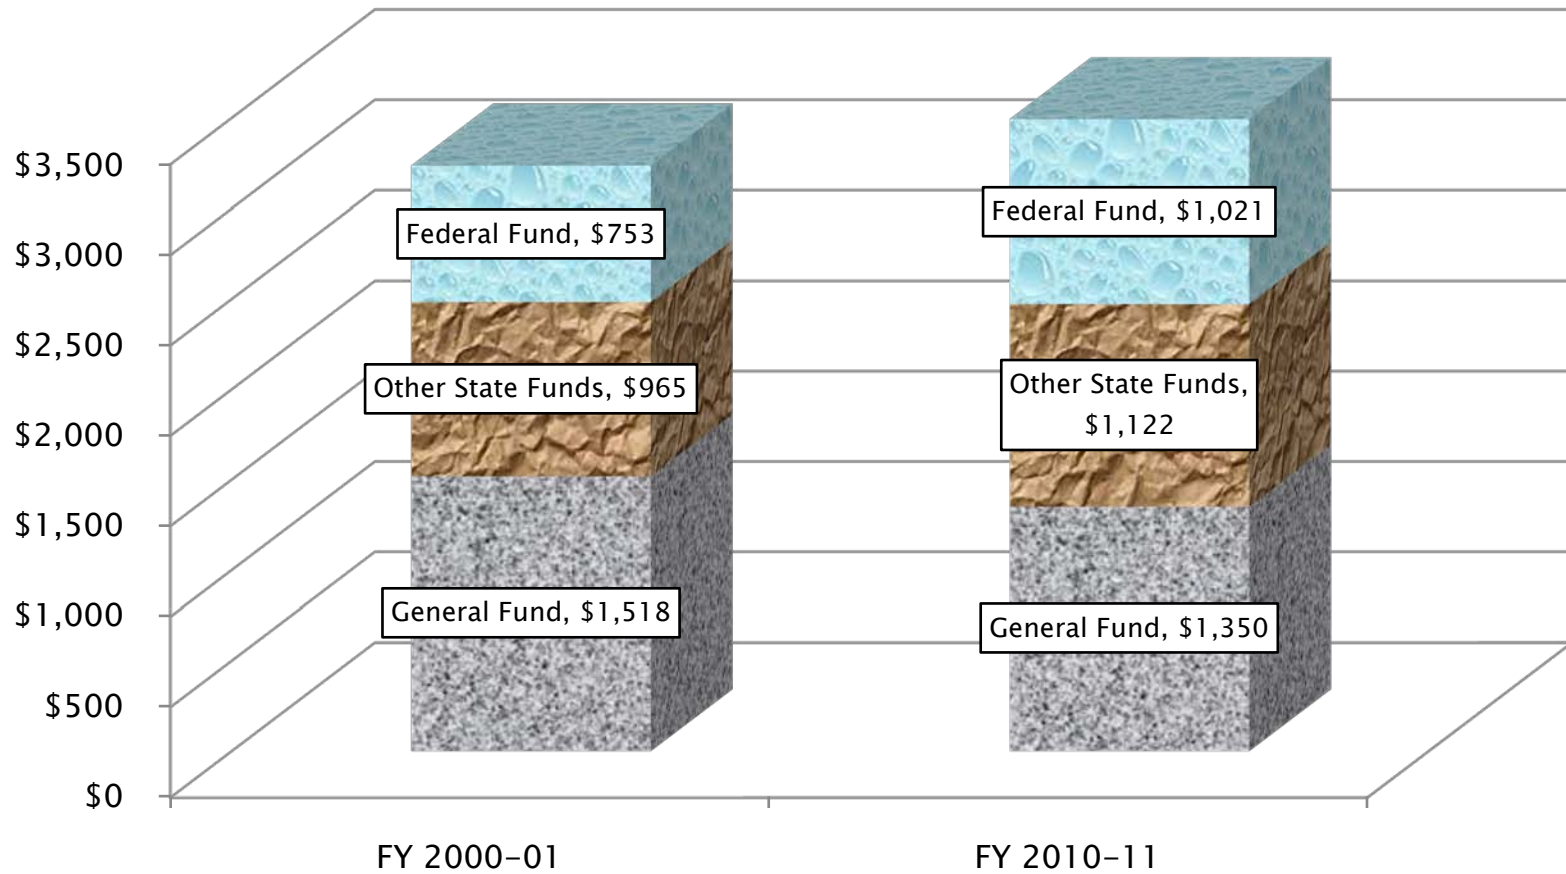 $3,500
$3,000
$2,500
$2,000
$1,500
$1,000
$500
$0
Federal Fund, $753
Other State Funds, $965
General Fund, $1,518
Federal Fund, $1,021
Other State Funds,
$1,122
General Fund, $1,350
FY 2000-01
FY 2010-11